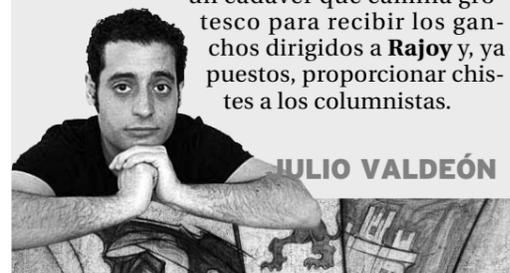 un cadáver que camina gro-
tesco para recibir los gan-
chos dirigidos a Rajoy y, ya
puestos, proporcionar chis-
tes a los columnistas.
JULIO VALDEÓN